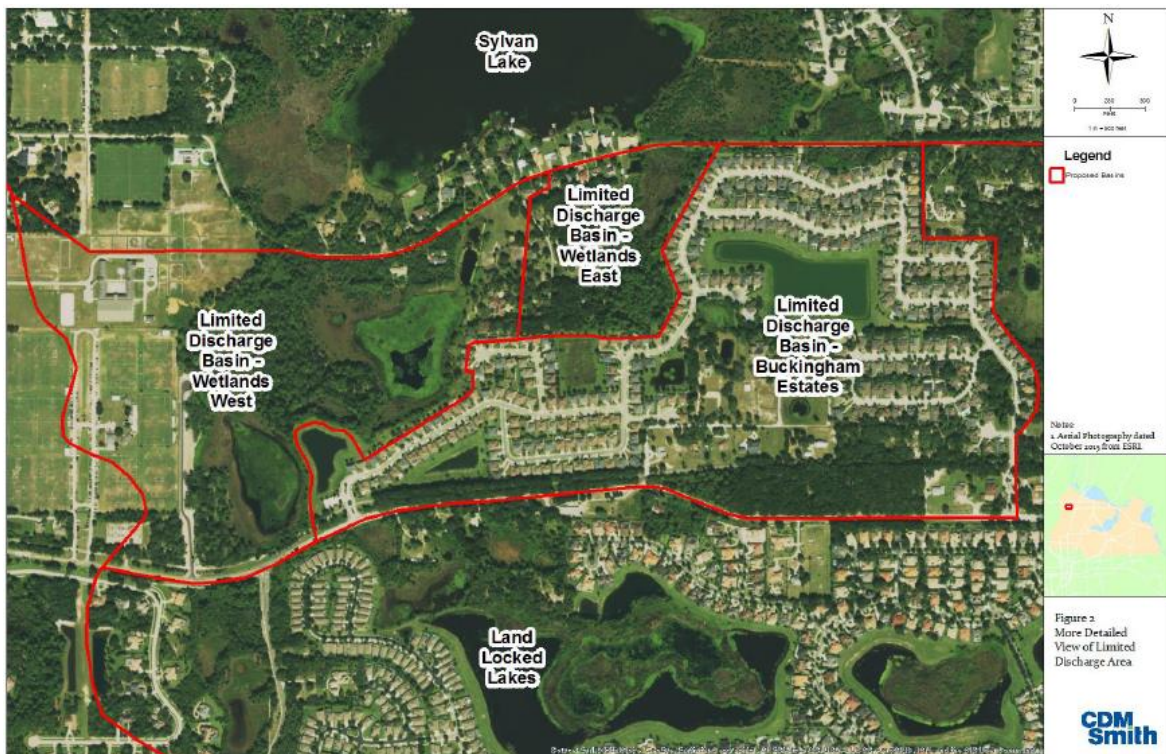 Sylvan
Lake
Limited
Discharge
Basin -
Wetlands
East
Limited
Discharge
Basin -
Wetlands
West
Limited
Discharge
Basin -
Buckingham
Estates
Land
Locked
Lakes
N
0
Feet
Legend
Proposed Basins
Notes
1. Aerial Photography dated
October 2015 from ESRI.
Figure 2
More Detailed
View of Limited
Discharge Area
CDM
Smith